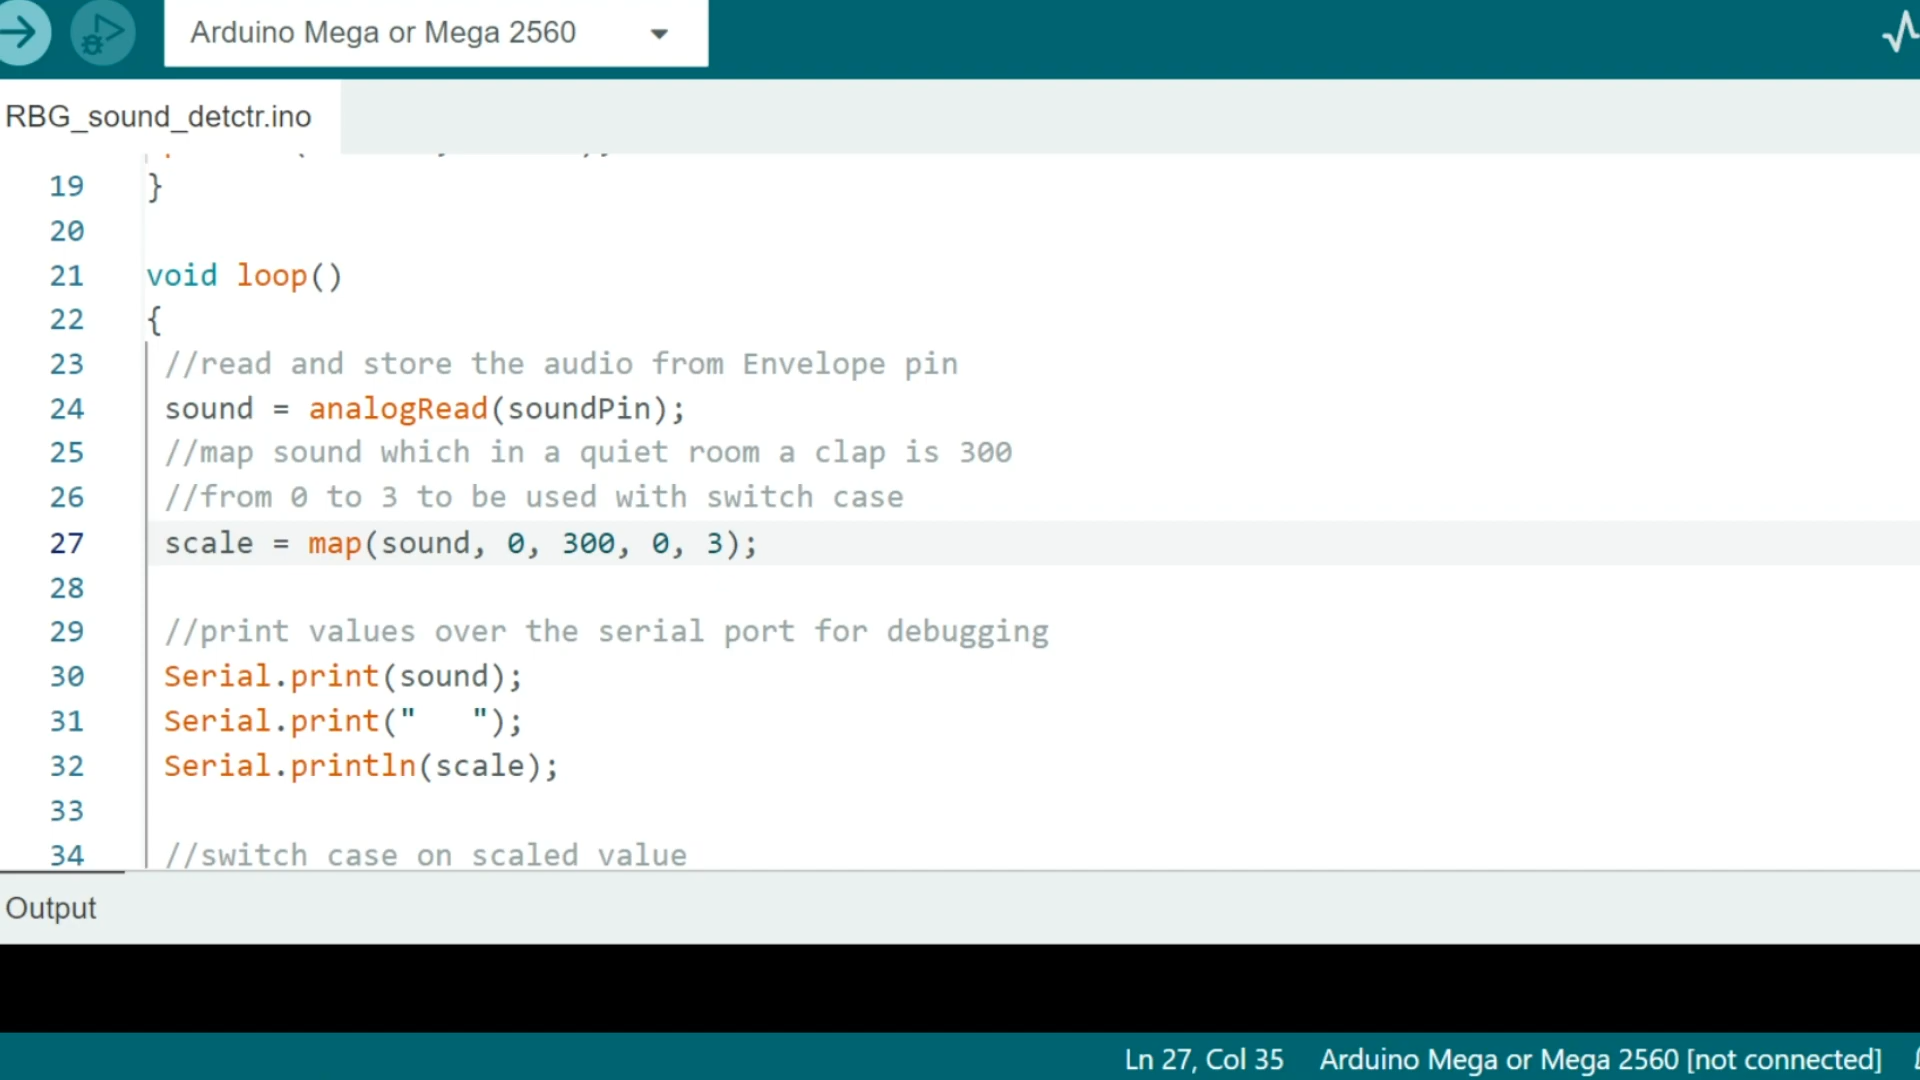 Arduino Mega or Mega 2560
RBG_sound_detctr.ino
19 }
20
21 void loop()
22 {
23 //read and store the audio from Envelope pin
24 sound = analogRead(soundPin);
25 //map sound which in a quiet room a clap is 300
26 //from 0 to 3 to be used with switch case
27 scale = map(sound, 0, 300, 0, 3);
28
29 //print values over the serial port for debugging
30 Serial.print(sound);
31 Serial.print("   ");
32 Serial.println(scale);
33
34 //switch case on scaled value
Output
Ln 27, Col 35 Arduino Mega or Mega 2560 [not connected]